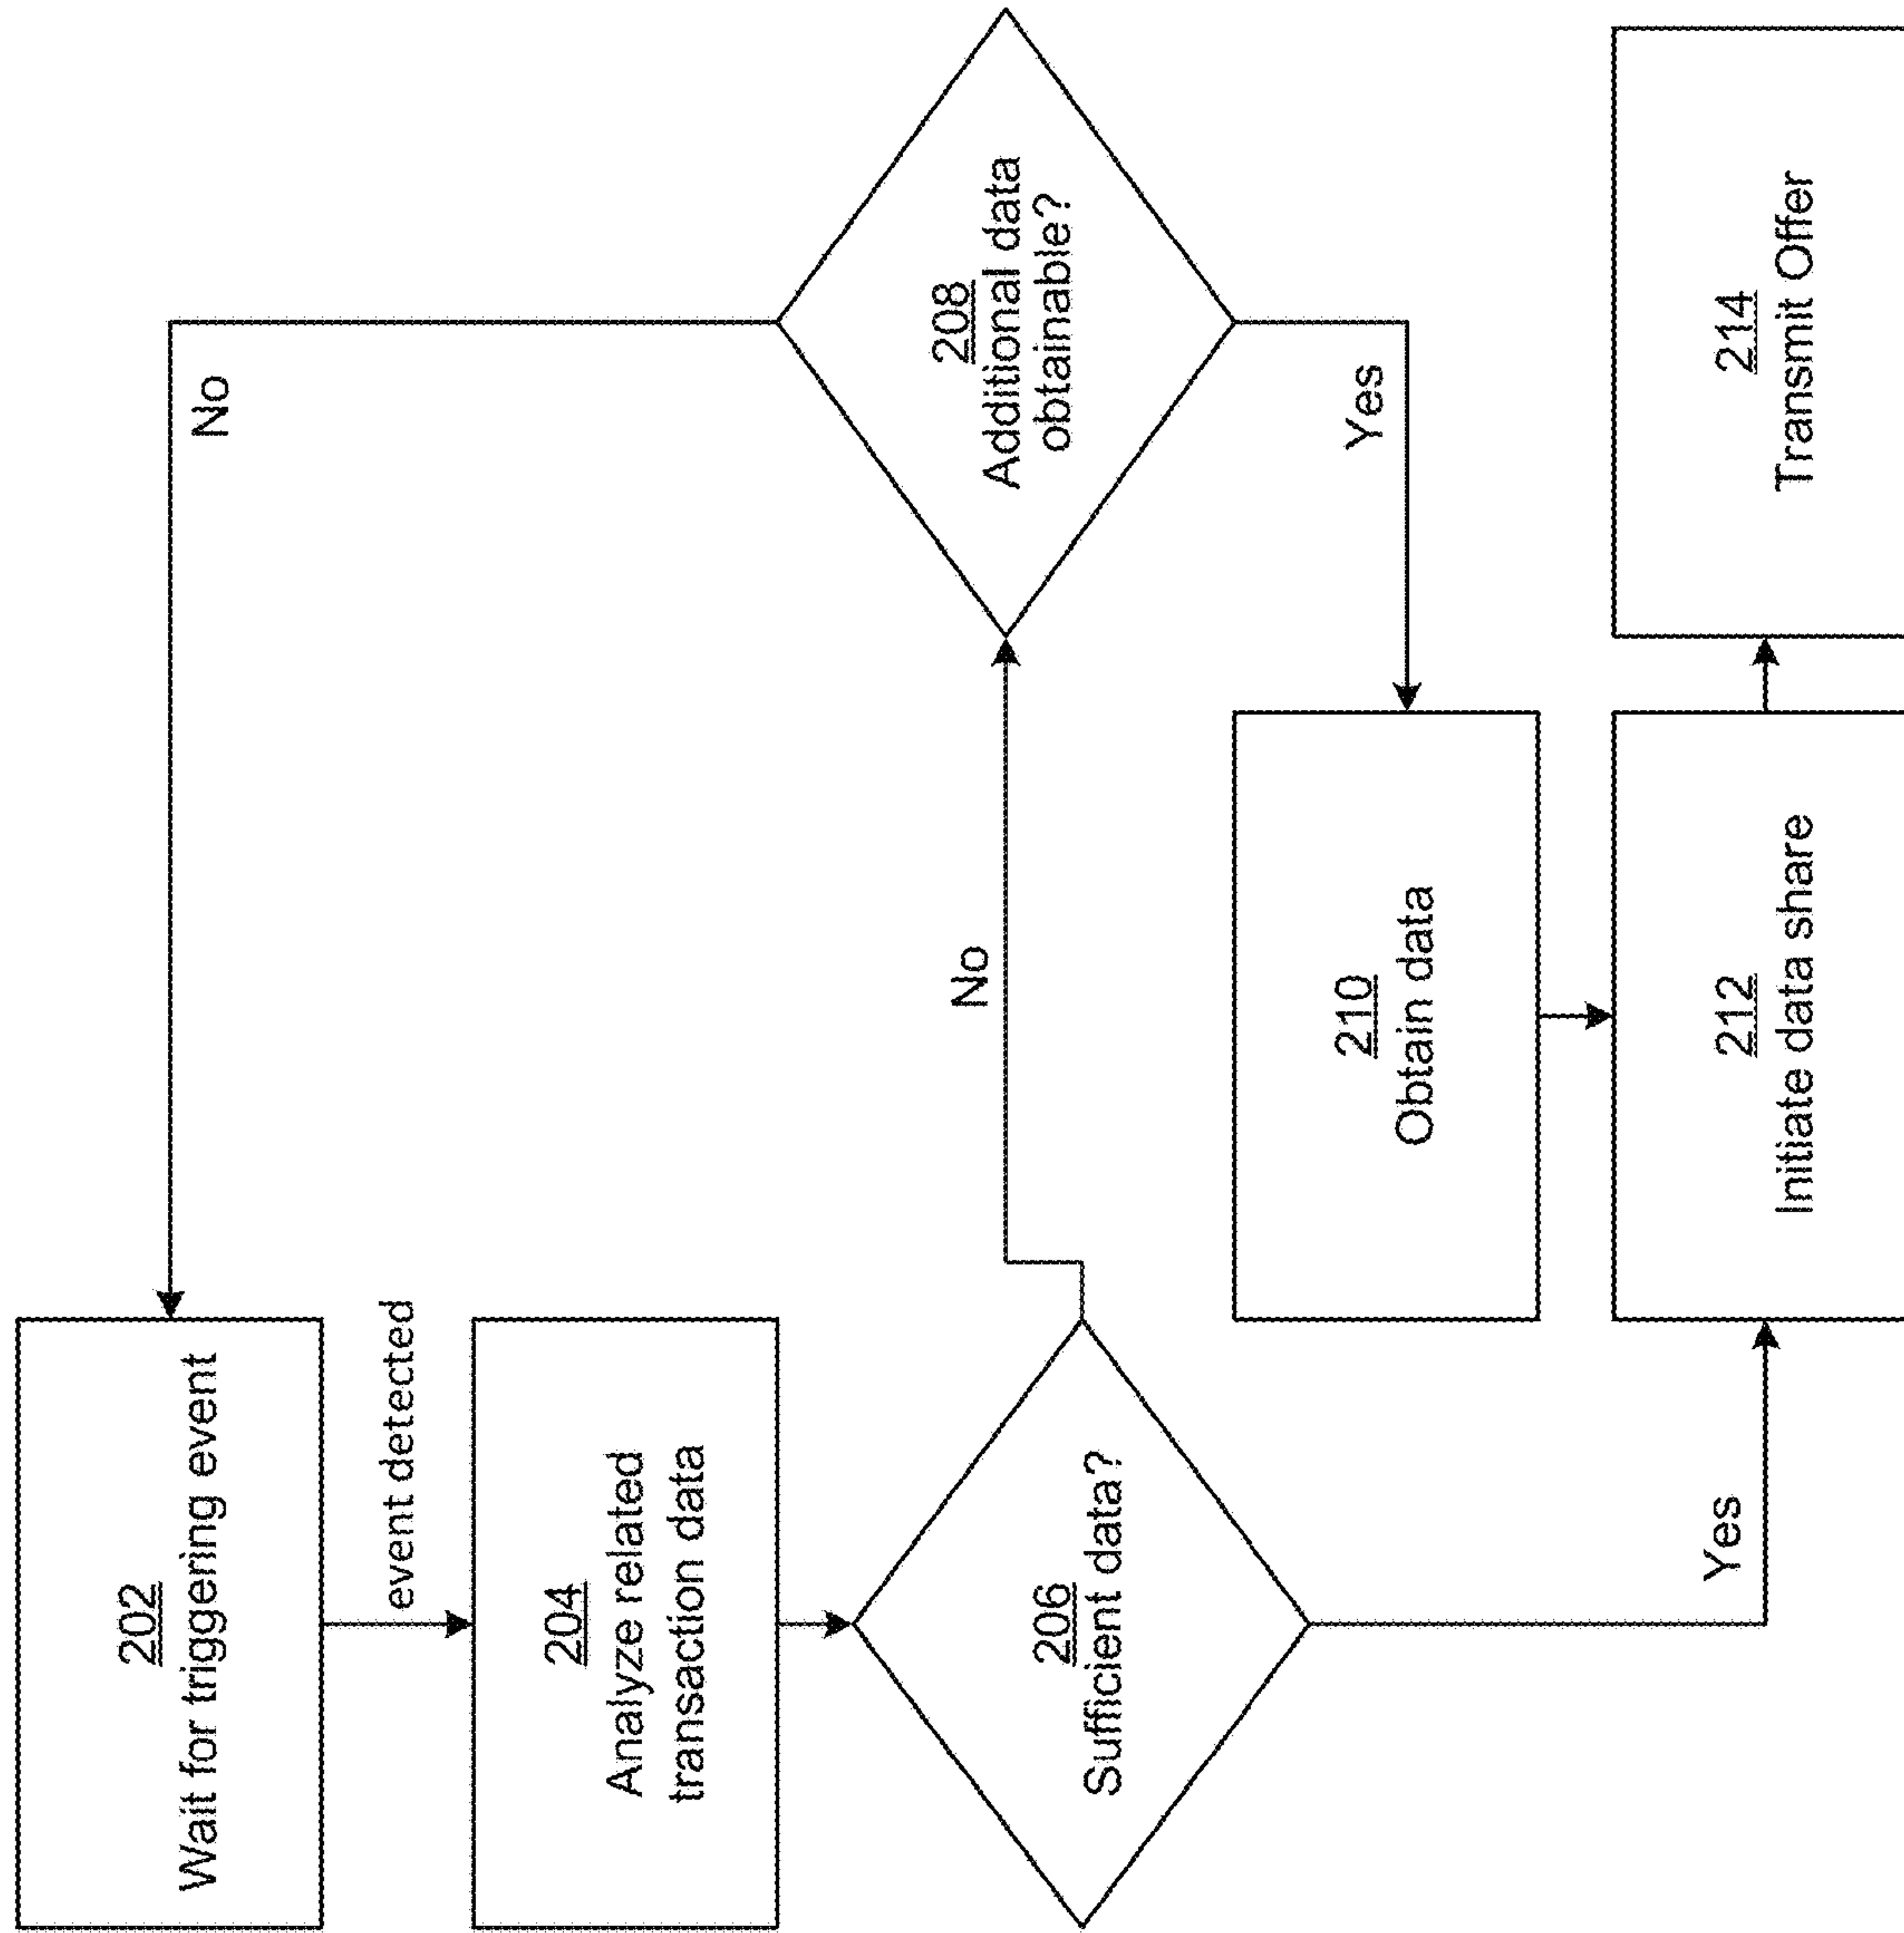 202
Wait for triggering event
event detected
204
Analyze related
transaction data
206
Sufficient data?
No
208
Additional data
obtainable?
No
Yes
210
Obtain data
Yes
212
Initiate data share
214
Transmit Offer